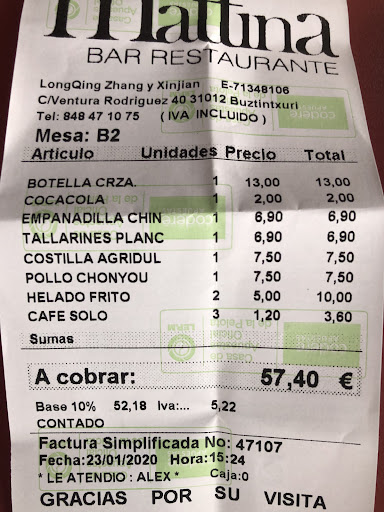 mattina
BAR RESTAURANTE
LongQing Zhang y Xinjian E-71348106
C/Ventura Rodriguez 40 31012 Buztintxuri
Tel: 848 47 10 75 ( IVA INCLUIDO )
Mesa: B2
Articulo Unidades Precio Total
BOTELLA CRZA. 1 13,00 13,00
COCACOLA 1 2,00 2,00
EMPANADILLA CHIN 1 6,90 6,90
TALLARINES PLANC 1 6,90 6,90
COSTILLA AGRIDUL 1 7,50 7,50
POLLO CHONYOU 1 7,50 7,50
HELADO FRITO 2 5,00 10,00
CAFE SOLO 3 1,20 3,60
Sumas
A cobrar: 57,40 €
Base 10% 52,18 Iva:... 5,22
CONTADO
Factura Simplificada No: 47107
Fecha:23/01/2020 Hora:15:24
* LE ATENDIO : ALEX * Caja:0
GRACIAS POR SU VISITA